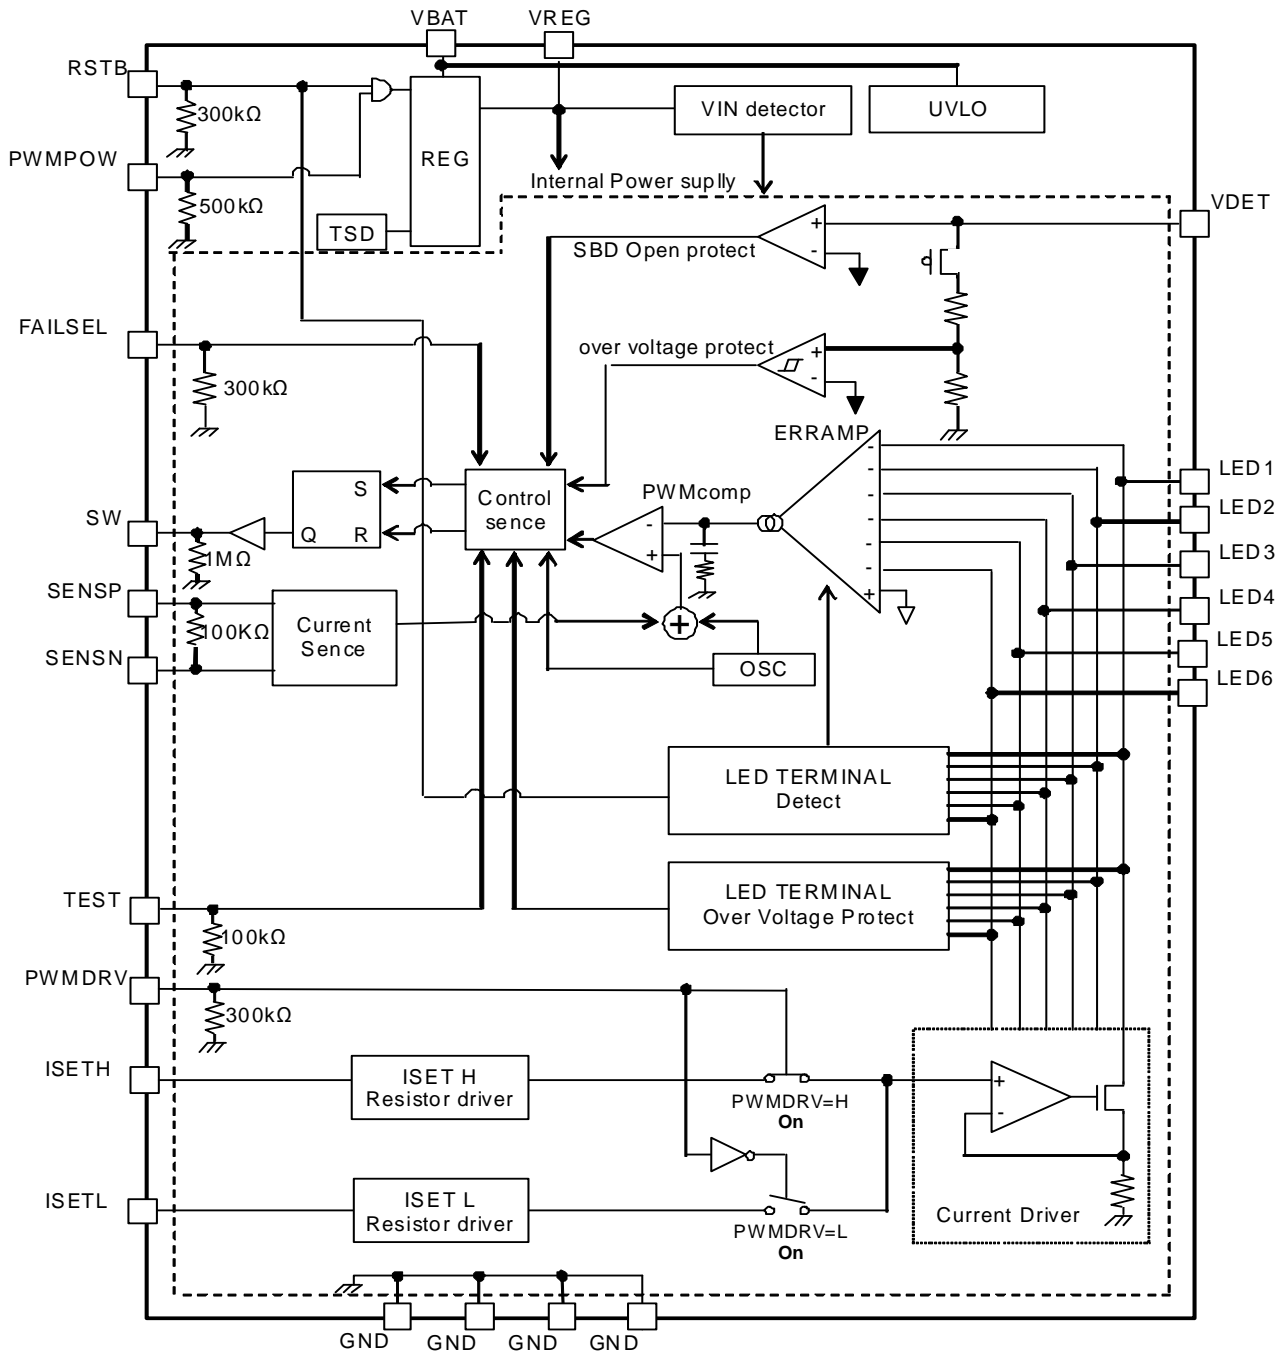 VBAT
VREG
RSTB
300kΩ
VIN detector
UVLO
PWMPOW
REG
Internal Power suplly
500kΩ
TSD
VDET
SBD Open protect
+
-
FAILSEL
over voltage protect
+
-
300kΩ
ERRAMP
-
-
-
-
-
-
+
LED1
LED2
LED3
LED4
LED5
LED6
S
Q
R
Control
sence
PWMcomp
-
+
SW
1MΩ
SENSP
100KΩ
Current
Sence
+
SENSN
OSC
LED TERMINAL
Detect
LED TERMINAL
Over Voltage Protect
TEST
100kΩ
PWMDRV
300kΩ
ISETH
ISET H
Resistor driver
PWMDRV=H
On
+
-
ISETL
ISET L
Resistor driver
PWMDRV=L
On
Current Driver
GND
GND
GND
GND